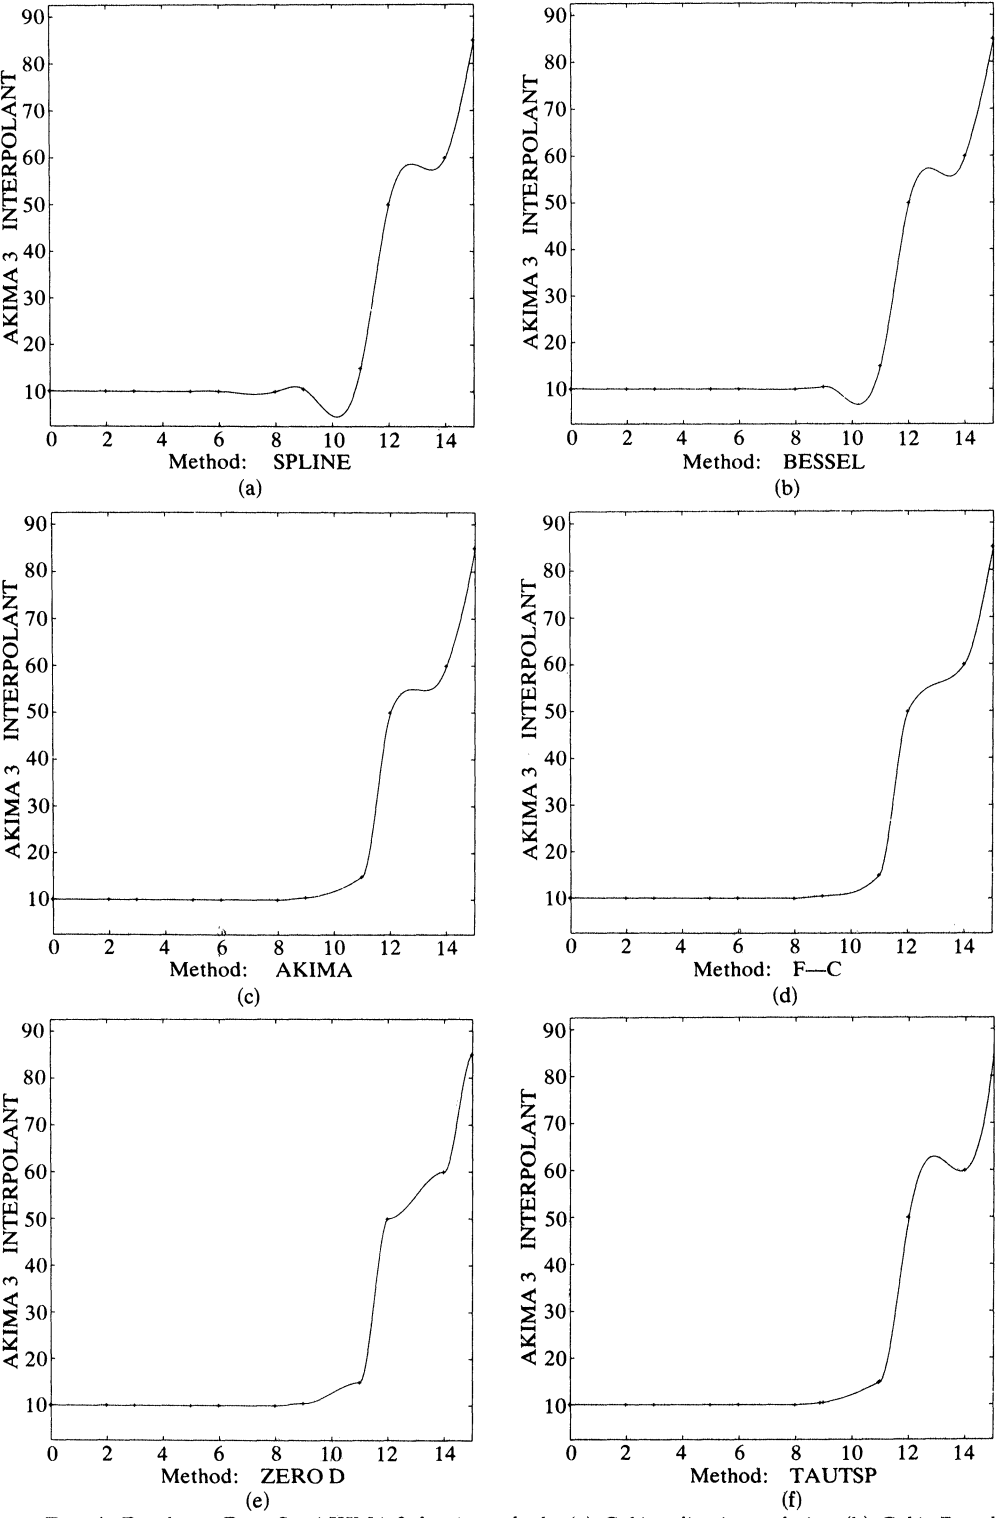 90
80
70
60
50
40
30
20
10
AKIMA 3 INTERPOLANT
0 2 4 6 8 10 12 14
Method: SPLINE
(a)
90
80
70
60
50
40
30
20
10
AKIMA 3 INTERPOLANT
0 2 4 6 8 10 12 14
Method: BESSEL
(b)
90
80
70
60
50
40
30
20
10
AKIMA 3 INTERPOLANT
0 2 4 6 8 10 12 14
Method: AKIMA
(c)
90
80
70
60
50
40
30
20
10
AKIMA 3 INTERPOLANT
0 2 4 6 8 10 12 14
Method: F—C
(d)
90
80
70
60
50
40
30
20
10
AKIMA 3 INTERPOLANT
0 2 4 6 8 10 12 14
Method: ZERO D
(e)
90
80
70
60
50
40
30
20
10
AKIMA 3 INTERPOLANT
0 2 4 6 8 10 12 14
Method: TAUTSP
(f)